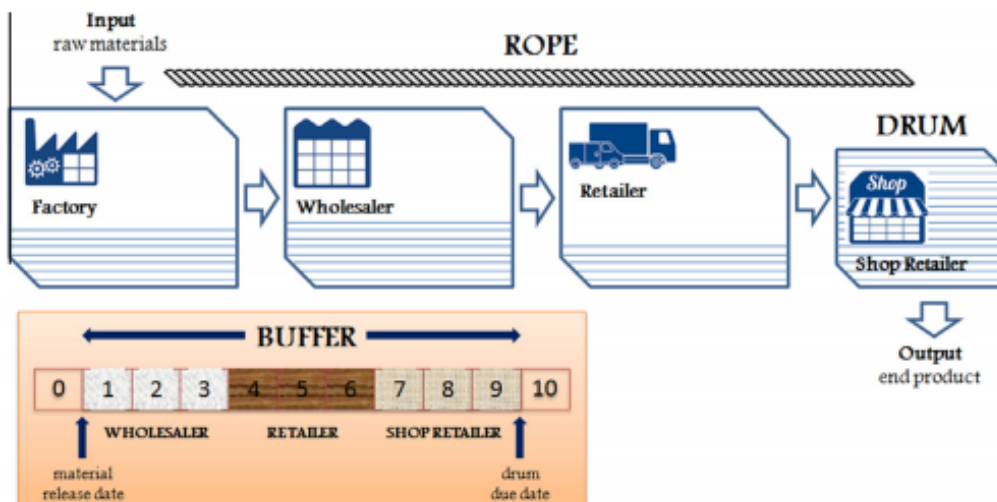 Input
raw materials
ROPE
DRUM
Factory
Wholesaler
Retailer
Shop
Shop Retailer
BUFFER
0 1 2 3 4 5 6 7 8 9 10
WHOLESALER RETAILER SHOP RETAILER
material
release date
drum
due date
Output
end product